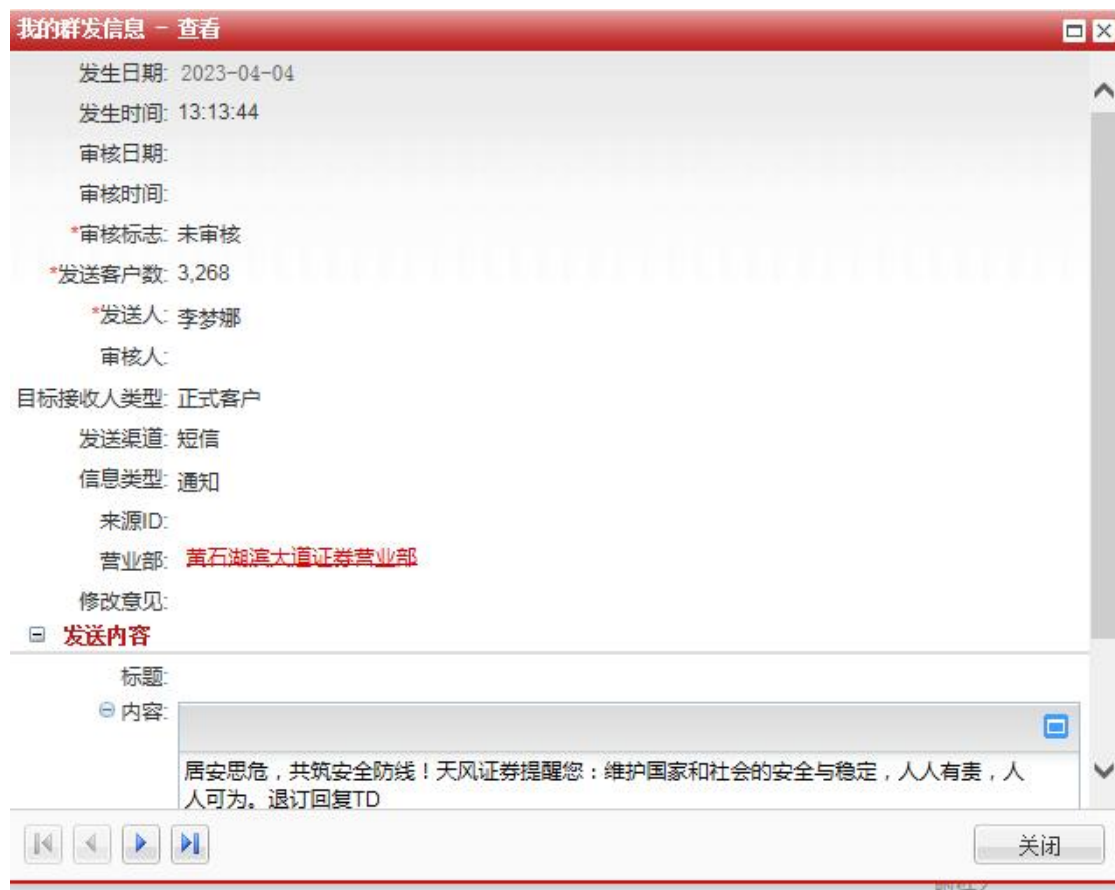 我的群发信息 - 查看
发生日期: 2023-04-04
发生时间: 13:13:44
审核日期:
审核时间:
*审核标志: 未审核
*发送客户数: 3,268
*发送人: 李梦娜
审核人:
目标接收人类型: 正式客户
发送渠道: 短信
信息类型: 通知
来源ID:
营业部: 黄石湖滨大道证券营业部
修改意见:
发送内容
标题:
内容:
居安思危，共筑安全防线！天风证券提醒您：维护国家和社会的安全与稳定，人人有责，人
人可为。退订回复TD
关闭